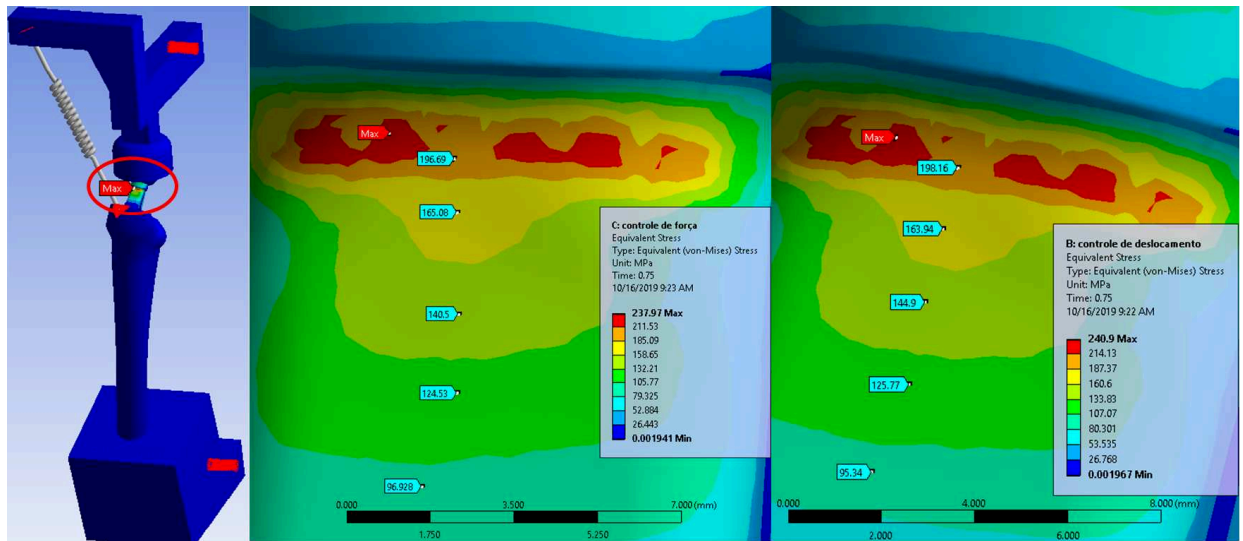 Max
Max
196.69
165.08
140.5
124.53
96.928
C: controle de força
Equivalent Stress
Type: Equivalent (von-Mises) Stress
Unit: MPa
Time: 0.75
10/16/2019 9:23 AM
237.97 Max
211.53
185.09
158.65
132.21
105.77
79.325
52.884
26.443
0.001941 Min
0.000 3.500 7.000 (mm)
1.750 5.250
Max
198.16
163.94
144.9
125.77
95.34
B: controle de deslocamento
Equivalent Stress
Type: Equivalent (von-Mises) Stress
Unit: MPa
Time: 0.75
10/16/2019 9:22 AM
240.9 Max
214.13
187.37
160.6
133.83
107.07
80.301
53.535
26.768
0.001967 Min
0.000 4.000 8.000 (mm)
2.000 6.000